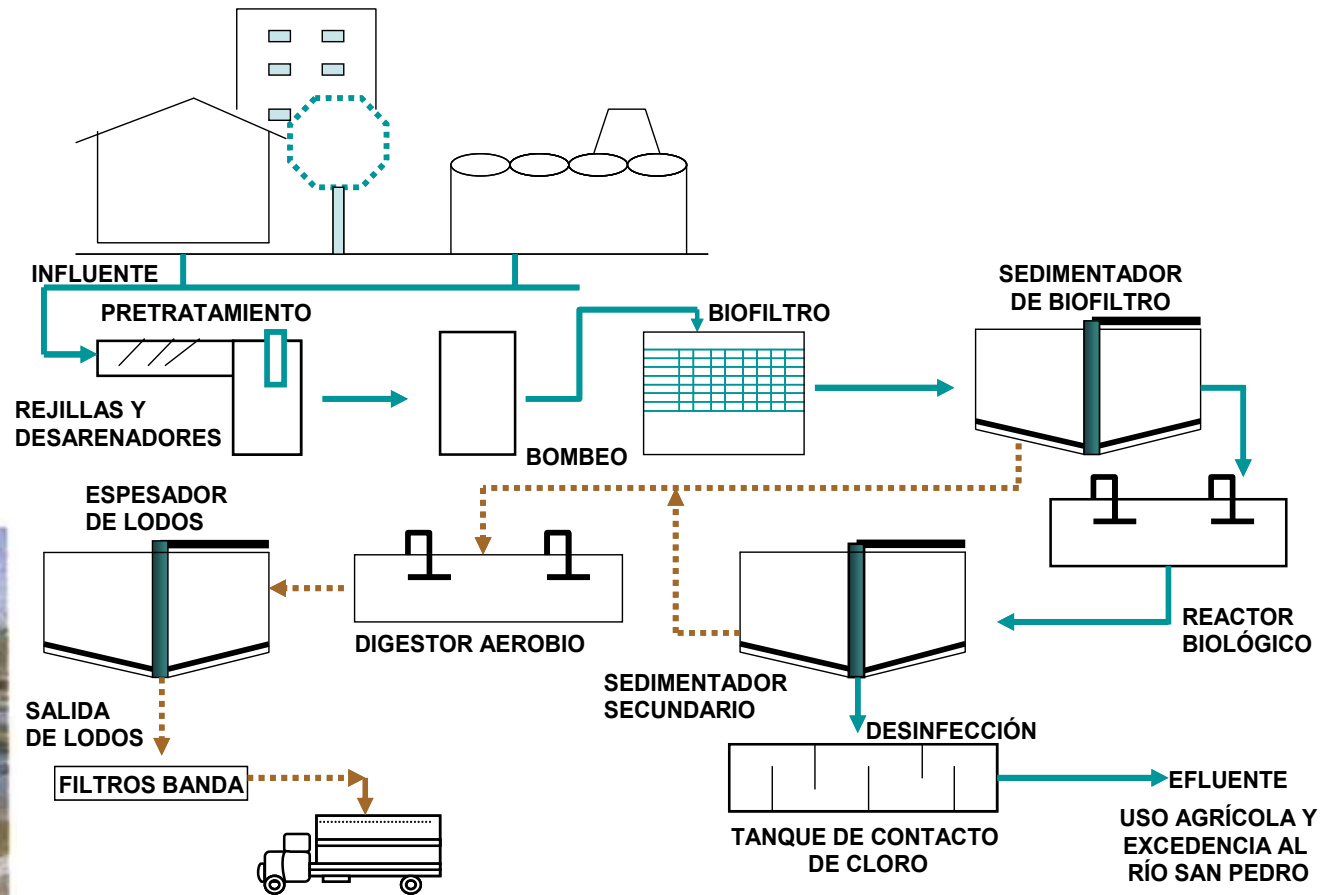 INFLUENTE
PRETRATAMIENTO
REJILLAS Y
DESARENADORES
BOMBEO
BIOFILTRO
SEDIMENTADOR
DE BIOFILTRO
REACTOR
BIOLÓGICO
SEDIMENTADOR
SECUNDARIO
DIGESTOR AEROBIO
ESPESADOR
DE LODOS
SALIDA
DE LODOS
FILTROS BANDA
DESINFECCIÓN
TANQUE DE CONTACTO
DE CLORO
EFLUENTE
USO AGRÍCOLA Y
EXCEDENCIA AL
RÍO SAN PEDRO